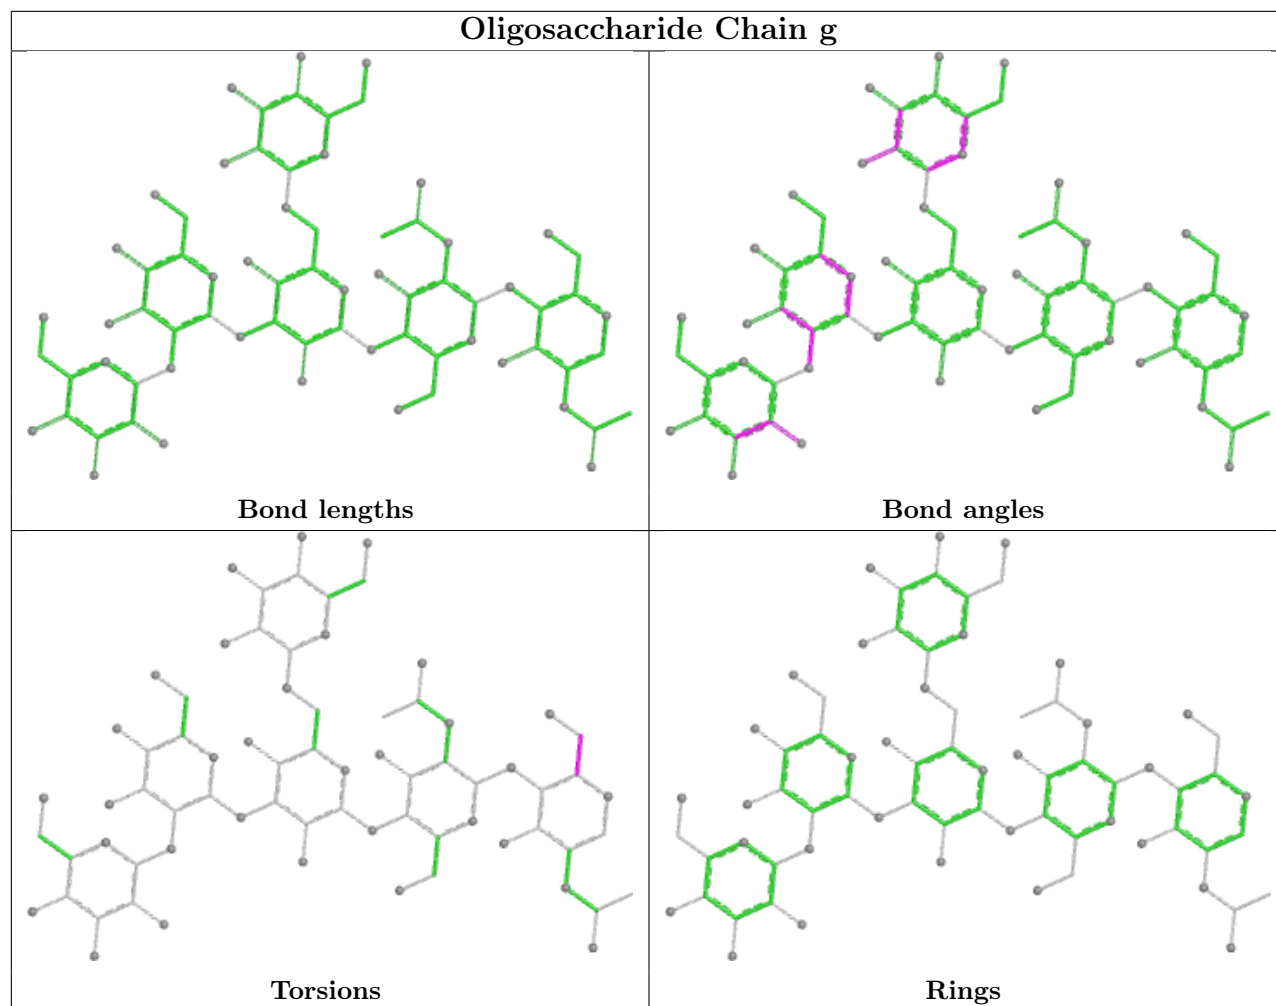 Oligosaccharide Chain g
Bond lengths
Bond angles
Torsions
Rings